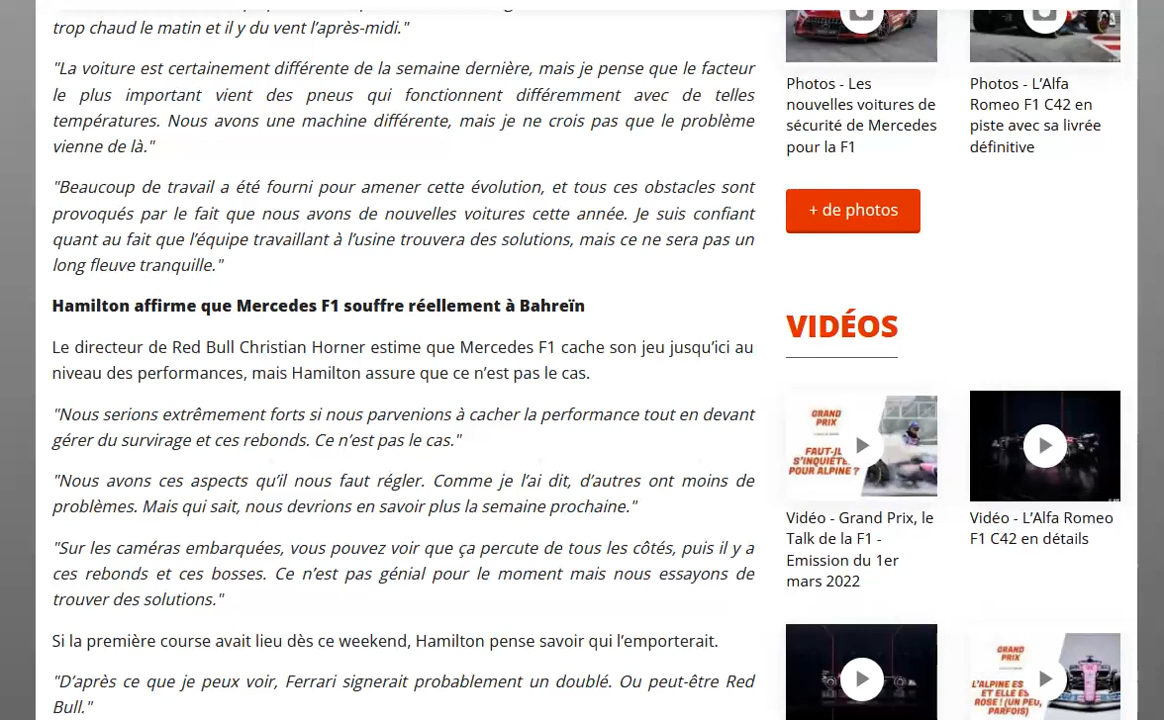 trop chaud le matin et il y du vent l’après-midi."
"La voiture est certainement différente de la semaine dernière, mais je pense que le facteur
le plus important vient des pneus qui fonctionnent différemment avec de telles
températures. Nous avons une machine différente, mais je ne crois pas que le problème
vienne de là."
"Beaucoup de travail a été fourni pour amener cette évolution, et tous ces obstacles sont
provoqués par le fait que nous avons de nouvelles voitures cette année. Je suis confiant
quant au fait que l’équipe travaillant à l’usine trouvera des solutions, mais ce ne sera pas un
long fleuve tranquille."
Hamilton affirme que Mercedes F1 souffre réellement à Bahreïn
Le directeur de Red Bull Christian Horner estime que Mercedes F1 cache son jeu jusqu’ici au
niveau des performances, mais Hamilton assure que ce n’est pas le cas.
"Nous serions extrêmement forts si nous parvenions à cacher la performance tout en devant
gérer du survirage et ces rebonds. Ce n’est pas le cas."
"Nous avons ces aspects qu’il nous faut régler. Comme je l’ai dit, d’autres ont moins de
problèmes. Mais qui sait, nous devrions en savoir plus la semaine prochaine."
"Sur les caméras embarquées, vous pouvez voir que ça percute de tous les côtés, puis il y a
ces rebonds et ces bosses. Ce n’est pas génial pour le moment mais nous essayons de
trouver des solutions."
Si la première course avait lieu dès ce weekend, Hamilton pense savoir qui l’emporterait.
"D’après ce que je peux voir, Ferrari signerait probablement un doublé. Ou peut-être Red
Bull."
Photos - Les
nouvelles voitures de
sécurité de Mercedes
pour la F1
Photos - L’Alfa
Romeo F1 C42 en
piste avec sa livrée
définitive
+ de photos
VIDÉOS
GRAND
PRIX
FAUT-IL
S’INQUIÉTE
POUR ALPINE ?
Vidéo - Grand Prix, le
Talk de la F1 -
Emission du 1er
mars 2022
Vidéo - L’Alfa Romeo
F1 C42 en détails
GRAND
PRIX
L’ALPINE ES
ET ELLE ES
ROSE ! (UN PEU,
PARFOIS)